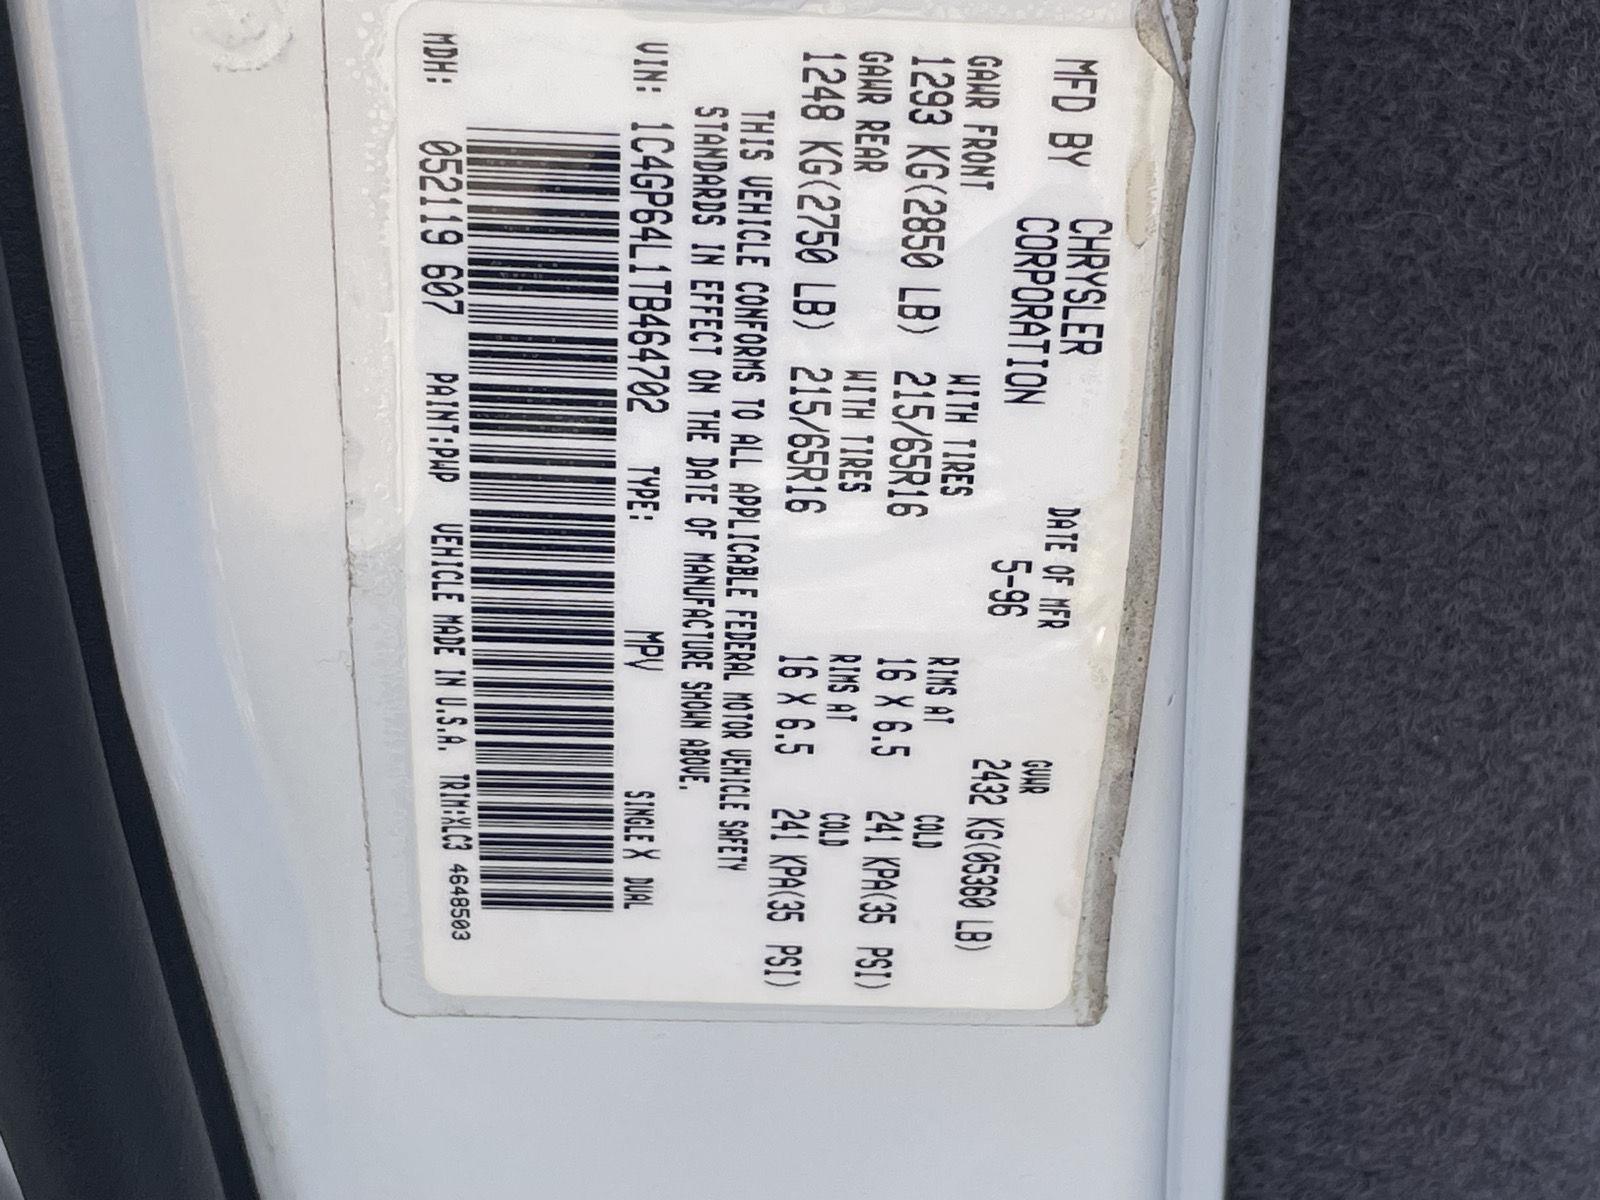 MFD BY CHRYSLER CORPORATION DATE OF MFR 5-96 GVWR 2432 KG(05360 LB)
GAWR FRONT WITH TIRES RIMS AT COLD
1293 KG(2850 LB) 215/65R16 16 X 6.5 241 KPA(35 PSI)
GAWR REAR WITH TIRES RIMS AT COLD
1248 KG(2750 LB) 215/65R16 16 X 6.5 241 KPA(35 PSI)
THIS VEHICLE CONFORMS TO ALL APPLICABLE FEDERAL MOTOR VEHICLE SAFETY
STANDARDS IN EFFECT ON THE DATE OF MANUFACTURE SHOWN ABOVE.
VIN: 1C4GP64L1TB464702 TYPE: MPV SINGLE X DUAL
MDH: 052119 607 PAINT:PWP VEHICLE MADE IN U.S.A. TRIM:XLC3 4648503